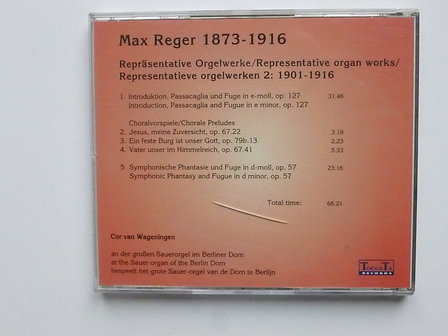 Max Reger 1873-1916
Repräsentative Orgelwerke/Representative organ works/
Representatieve orgelwerken 2: 1901-1916
1. Introduktion, Passacaglia und Fuge in e-moll, op. 127 31.46
Introduction, Passacaglia and Fugue in e minor, op. 127
Choralvorspiele/Chorale Preludes
2. Jesus, meine Zuversicht, op. 67.22 3.19
3. Ein feste Burg ist unser Gott, op. 79b:13 2.23
4. Vater unser im Himmelreich, op. 67.41 5.33
5. Symphonische Phantasie und Fuge in d-moll, op. 57 23.16
Symphonic Phantasy and Fugue in d minor, op. 57
Total time: 66.21
Cor van Wageningen
an der großen Sauerorgel im Berliner Dom
at the Sauer organ of the Berlin Dom
bespeelt het grote Sauer-orgel van de Dom te Berlijn
RECORDS